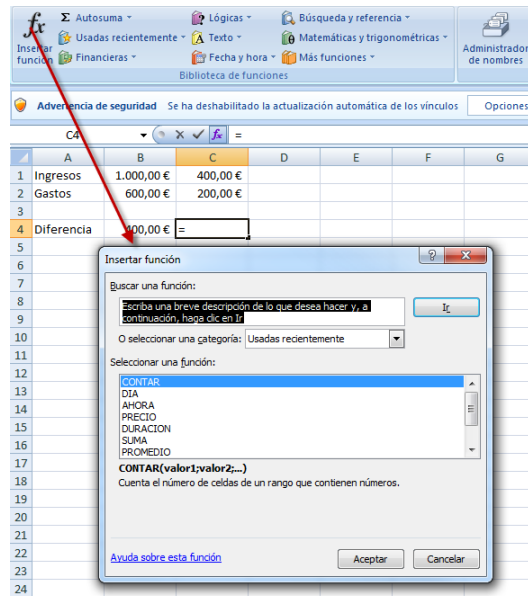 Σ Autosuma
Lógicas
Búsqueda y referencia
Usadas recientemente
A Texto
Matemáticas y trigonométricas
Insertar función
Financieras
Fecha y hora
Más funciones
Administrador de nombres
Biblioteca de funciones
Advertencia de seguridad Se ha deshabilitado la actualización automática de los vínculos Opciones
C4 fx =
A B C D E F G
1 Ingresos 1.000,00 € 400,00 €
2 Gastos 600,00 € 200,00 €
3
4 Diferencia 400,00 € =
5
6
7
8
9
10
11
12
13
14
15
16
17
18
19
20
21
22
23
24
Insertar función
Buscar una función:
Escriba una breve descripción de lo que desea hacer y, a
continuación, haga clic en Ir
Ir
O seleccionar una categoría: Usadas recientemente
Seleccionar una función:
CONTAR
DIA
AHORA
PRECIO
DURACION
SUMA
PROMEDIO
CONTAR(valor1;valor2;...)
Cuenta el número de celdas de un rango que contienen números.
Ayuda sobre esta función
Aceptar
Cancelar